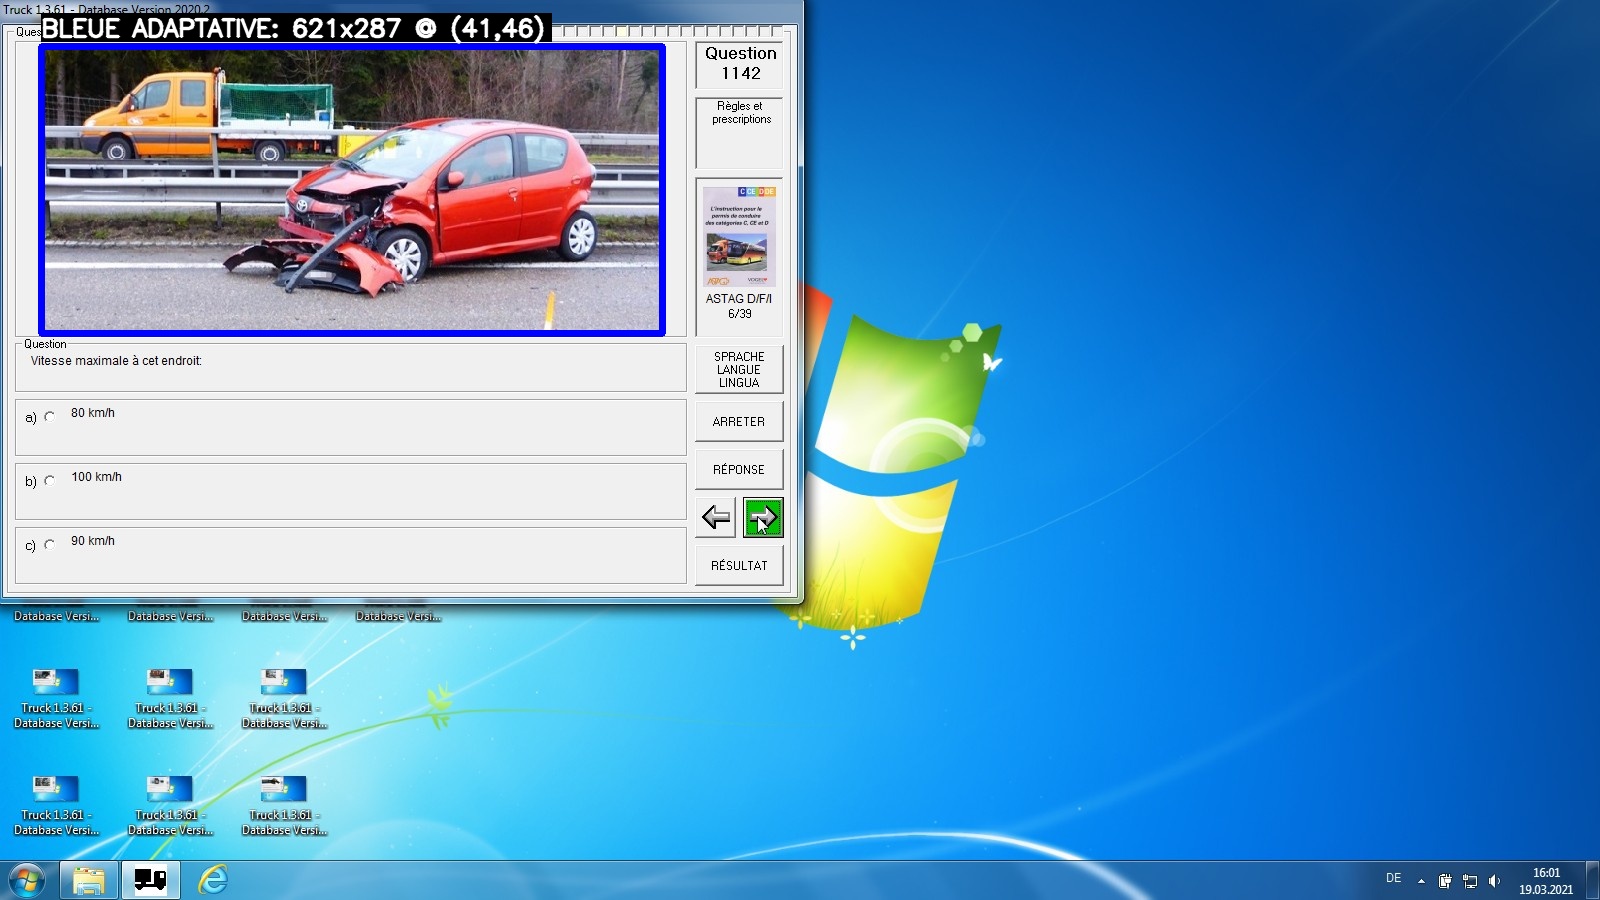 Truck 1.3.61 - Database Version 2020.2
BLEUE ADAPTATIVE: 621x287 @ (41,46)
Question
1142
Règles et
prescriptions
C CE D DE
L'instruction pour le
permis de conduire
des catégories C, CE et D
ASTAG D/F/I
6/39
Question
Vitesse maximale à cet endroit:
SPRACHE
LANGUE
LINGUA
a) 80 km/h
ARRETER
b) 100 km/h
RÉPONSE
c) 90 km/h
RÉSULTAT
Database Versi...
Database Versi...
Database Versi...
Database Versi...
Truck 1.3.61 -
Database Versi...
Truck 1.3.61 -
Database Versi...
Truck 1.3.61 -
Database Versi...
Truck 1.3.61 -
Database Versi...
Truck 1.3.61 -
Database Versi...
Truck 1.3.61 -
Database Versi...
DE
16:01
19.03.2021